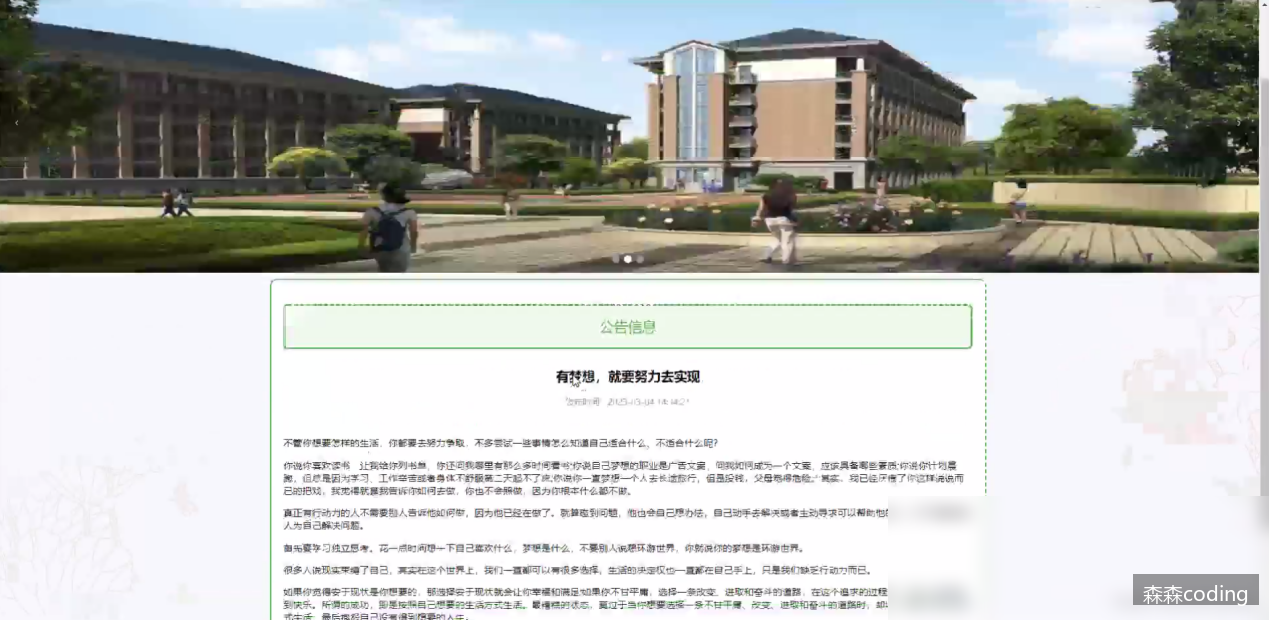 公告信息
有梦想，就要努力去实现
不管你想要怎样的生活，你都要去努力争取，不多尝试一些事情怎么知道自己适合什么、不适合什么呢?
你说你喜欢读书，让我给你列书单，你还问我哪里有那么多时间看书;你说自己梦想的职业是广告文案，问我如何成为一个文案，应该具备哪些素质;你说你计划晨
跑，但总是因为学习、工作辛苦或者身体不舒服第二天起不了床;你说你一直梦想一个人去长途旅行，但是没钱，父母觉得危险。其实，我已经厌倦了你这样说说而
已的把戏，我觉得就算我告诉你如何去做，你也不会照做，因为你根本什么都不做。
真正有行动力的人不需要别人告诉他如何做，因为他已经在做了。就算碰到问题，他也会自己想办法，自己动手去解决或者主动寻求可以帮助他的
人为自己解决问题。
首先要学习独立思考。花一点时间想一下自己喜欢什么，梦想是什么，不要别人说想环游世界，你就说你的梦想是环游世界。
很多人说现实束缚了自己，其实在这个世界上，我们一直都可以有很多选择，生活的决定权也一直都在自己手上，只是我们缺乏行动力而已。
如果你觉得安于现状是你想要的，那选择安于现状就会让你幸福和满足;如果你不甘平庸，选择一条改变、进取和奋斗的道路，在这个追求的过程
到快乐。所谓的成功，即是按照自己想要的生活方式生活。最糟糕的状态，莫过于当你想要选择一条不甘平庸、改变、进取和奋斗的道路时，却
式生活，最后抱怨自己没有得到想要的人生。
森森coding